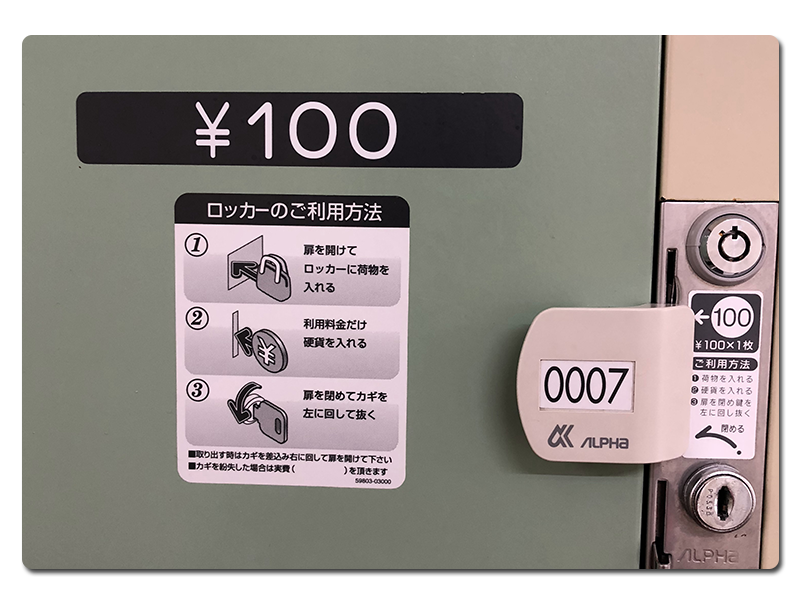 ¥100
ロッカーのご利用方法
1
扉を開けて
ロッカーに荷物を
入れる
2
利用料金だけ
硬貨を入れる
¥
3
扉を閉めてカギを
左に回して抜く
■取り出す時はカギを差込み右に回して扉を開けて下さい
■カギを紛失した場合は実費( )を頂きます
59803-03000
0007
ALPHA
←100
¥100×1枚
ご利用方法
1 荷物を入れる
2 硬貨を入れる
3 扉を閉め鍵を
左に回し抜く
閉める
ALPHA